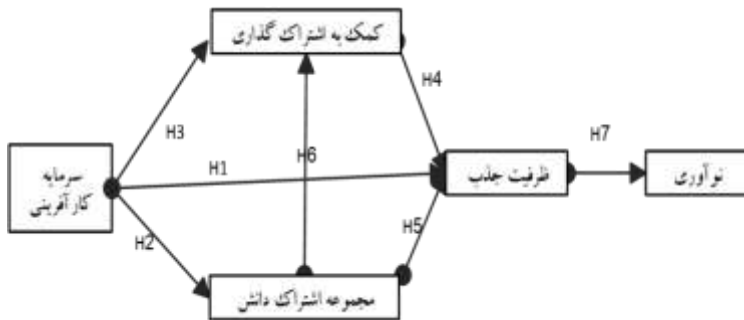 کمک به اشتراک گذاری
H4
H3
H7
H1
H6
سرمایه
کارآفرینی
ظرفیت جذب
نوآوری
H2
H5
مجموعه اشتراک دانش